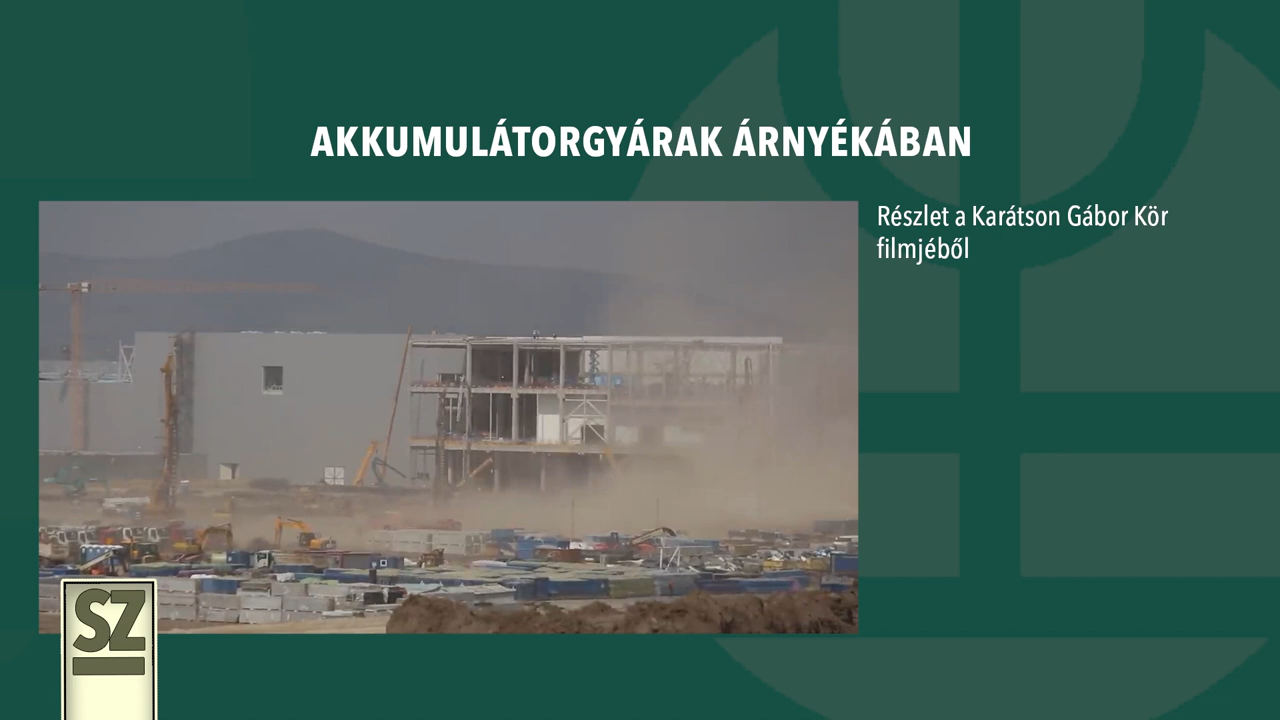 AKKUMULÁTORGYÁRAK ÁRNYÉKÁBAN
Részlet a Karátson Gábor Kör
filmjéből
SZ